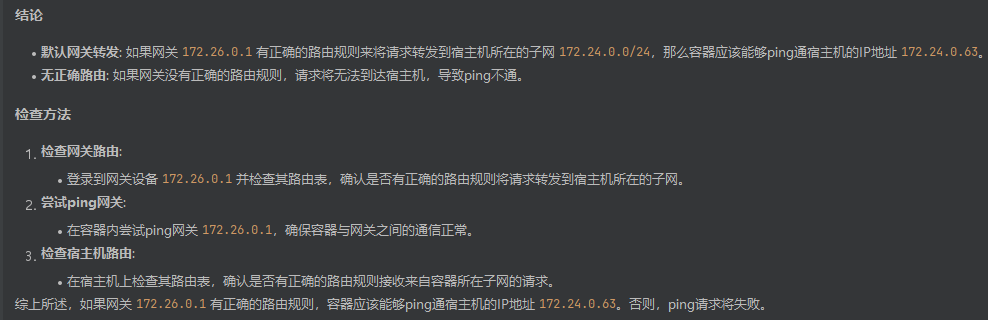 结论
• 默认网关转发: 如果网关 172.26.0.1 有正确的路由规则来将请求转发到宿主机所在的子网 172.24.0.0/24，那么容器应该能够ping通宿主机的IP地址 172.24.0.63。
• 无正确路由: 如果网关没有正确的路由规则，请求将无法到达宿主机，导致ping不通。
检查方法
1. 检查网关路由:
• 登录到网关设备 172.26.0.1 并检查其路由表，确认是否有正确的路由规则将请求转发到宿主机所在的子网。
2. 尝试ping网关:
• 在容器内尝试ping网关 172.26.0.1，确保容器与网关之间的通信正常。
3. 检查宿主机路由:
• 在宿主机上检查其路由表，确认是否有正确的路由规则接收来自容器所在子网的请求。
综上所述，如果网关 172.26.0.1 有正确的路由规则，容器应该能够ping通宿主机的IP地址 172.24.0.63。否则，ping请求将失败。